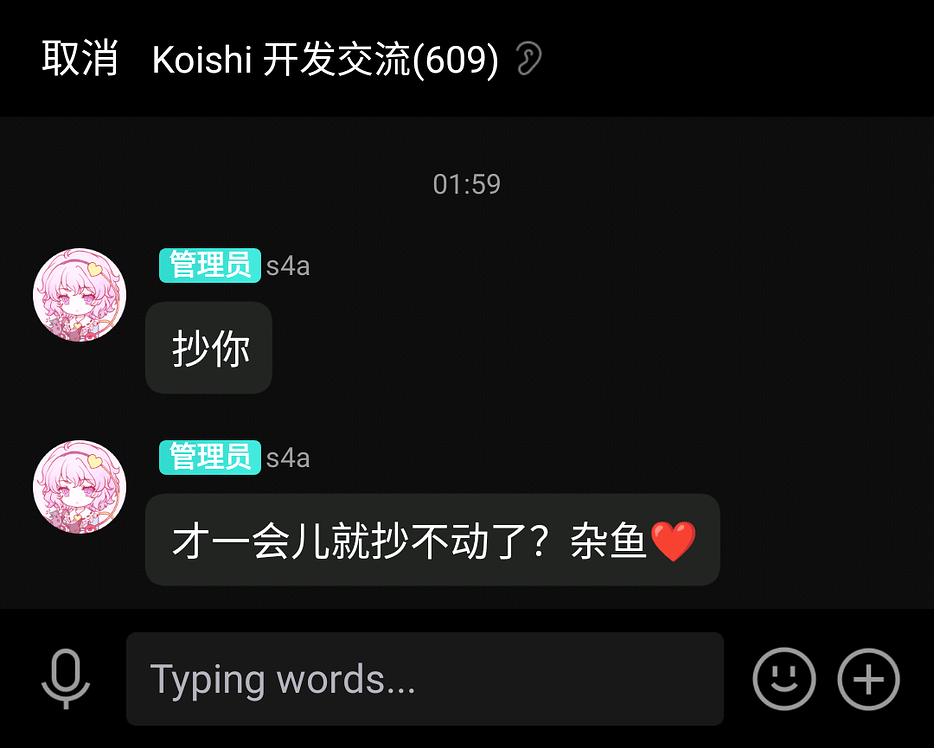 取消 Koishi 开发交流(609)
01:59
管理员 s4a
抄你
管理员 s4a
才一会儿就抄不动了？杂鱼❤️
Typing words...